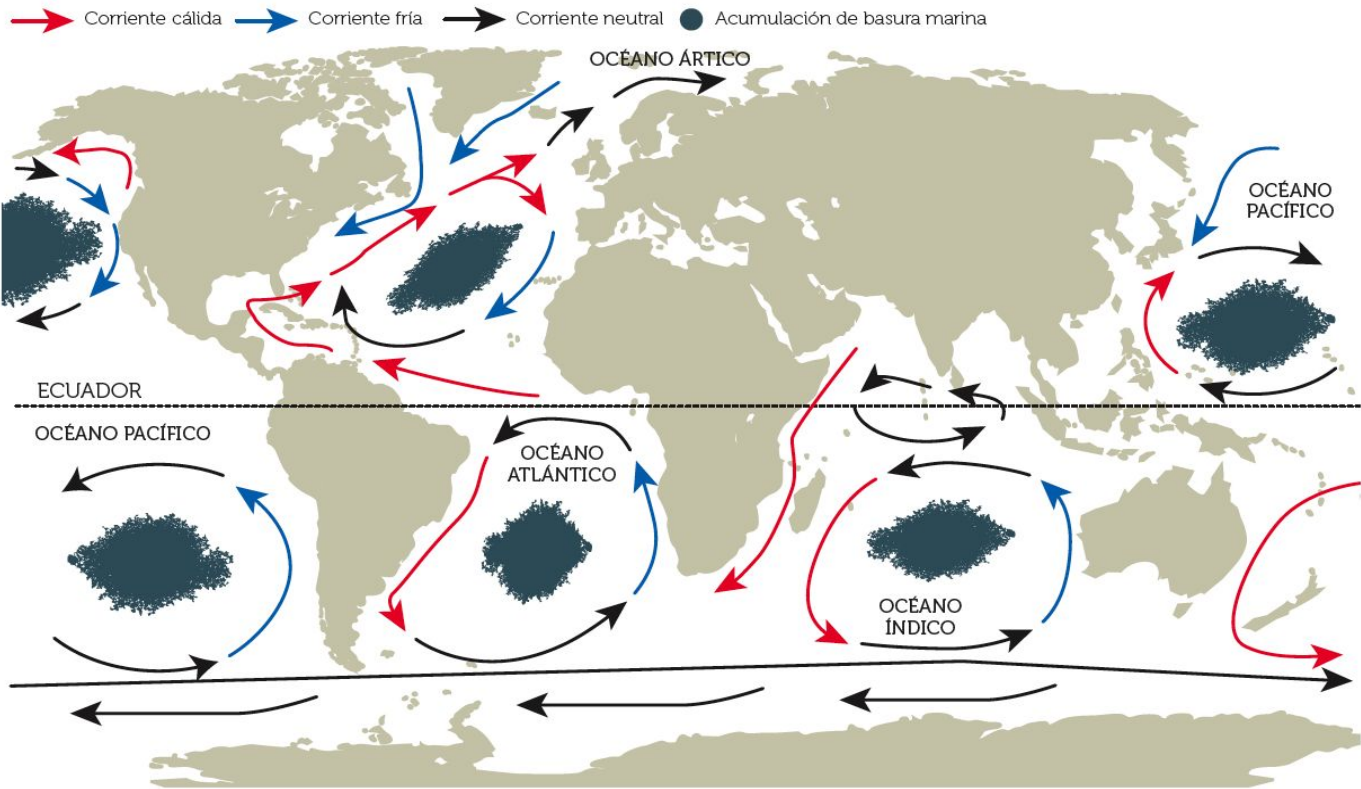 Corriente cálida
Corriente fría
Corriente neutral
Acumulación de basura marina
OCÉANO ÁRTICO
OCÉANO
PACÍFICO
ECUADOR
OCÉANO PACÍFICO
OCÉANO
ATLÁNTICO
OCÉANO
ÍNDICO